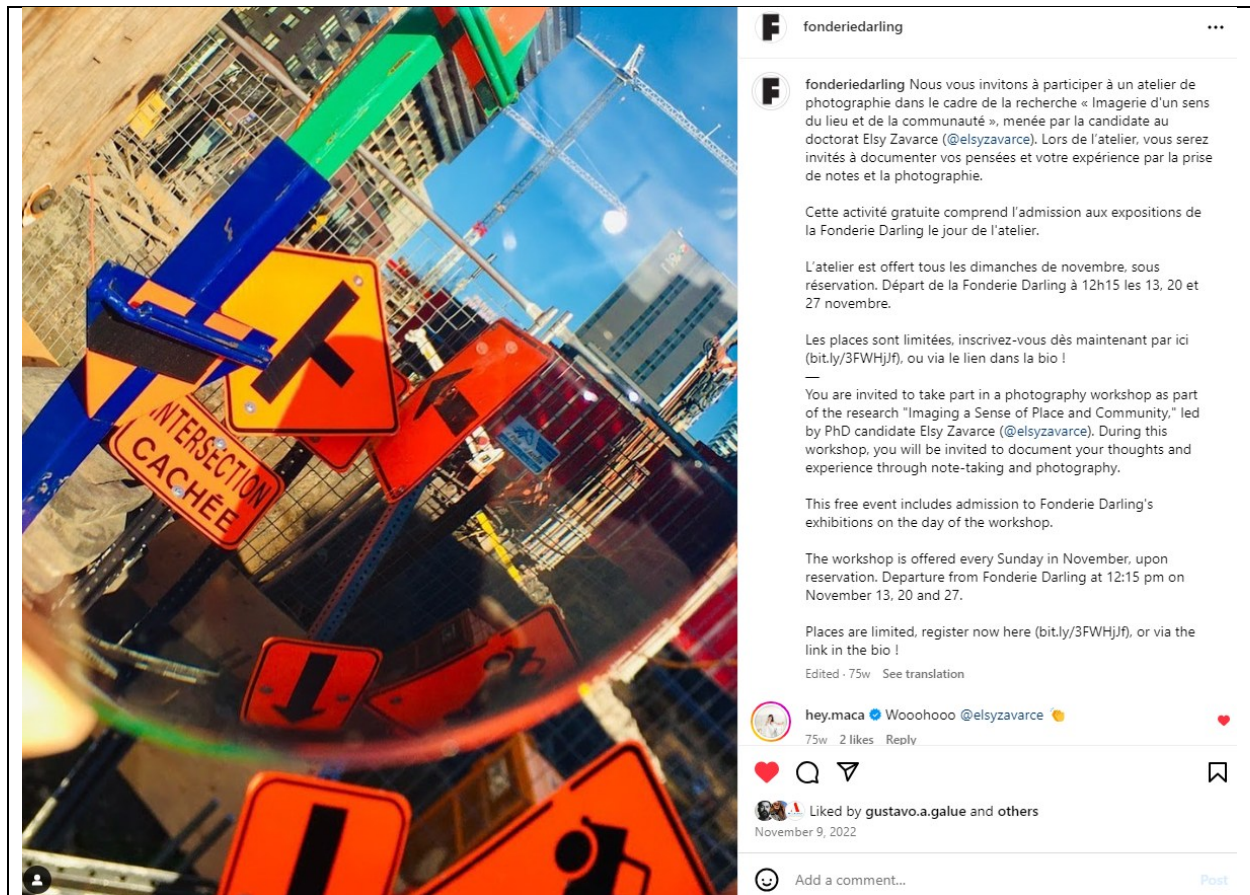 INTERSECTION
CACHÉE
fonderiedarling
fonderiedarling Nous vous invitons à participer à un atelier de
photographie dans le cadre de la recherche « Imagerie d'un sens
du lieu et de la communauté », menée par la candidate au
doctorat Elsy Zavarce (@elsyzavarce). Lors de l'atelier, vous serez
invités à documenter vos pensées et votre expérience par la prise
de notes et la photographie.
Cette activité gratuite comprend l'admission aux expositions de
la Fonderie Darling le jour de l'atelier.
L'atelier est offert tous les dimanches de novembre, sous
réservation. Départ de la Fonderie Darling à 12h15 les 13, 20 et
27 novembre.
Les places sont limitées, inscrivez-vous dès maintenant par ici
(bit.ly/3FWHjJf), ou via le lien dans la bio !
—
You are invited to take part in a photography workshop as part
of the research "Imaging a Sense of Place and Community," led
by PhD candidate Elsy Zavarce (@elsyzavarce). During this
workshop, you will be invited to document your thoughts and
experience through note-taking and photography.
This free event includes admission to Fonderie Darling's
exhibitions on the day of the workshop.
The workshop is offered every Sunday in November, upon
reservation. Departure from Fonderie Darling at 12:15 pm on
November 13, 20 and 27.
Places are limited, register now here (bit.ly/3FWHjJf), or via the
link in the bio !
Edited · 75w See translation
hey.maca Wooohooo @elsyzavarce 👏
75w 2 likes Reply
Liked by gustavo.a.galue and others
November 9, 2022
Add a comment...
Post